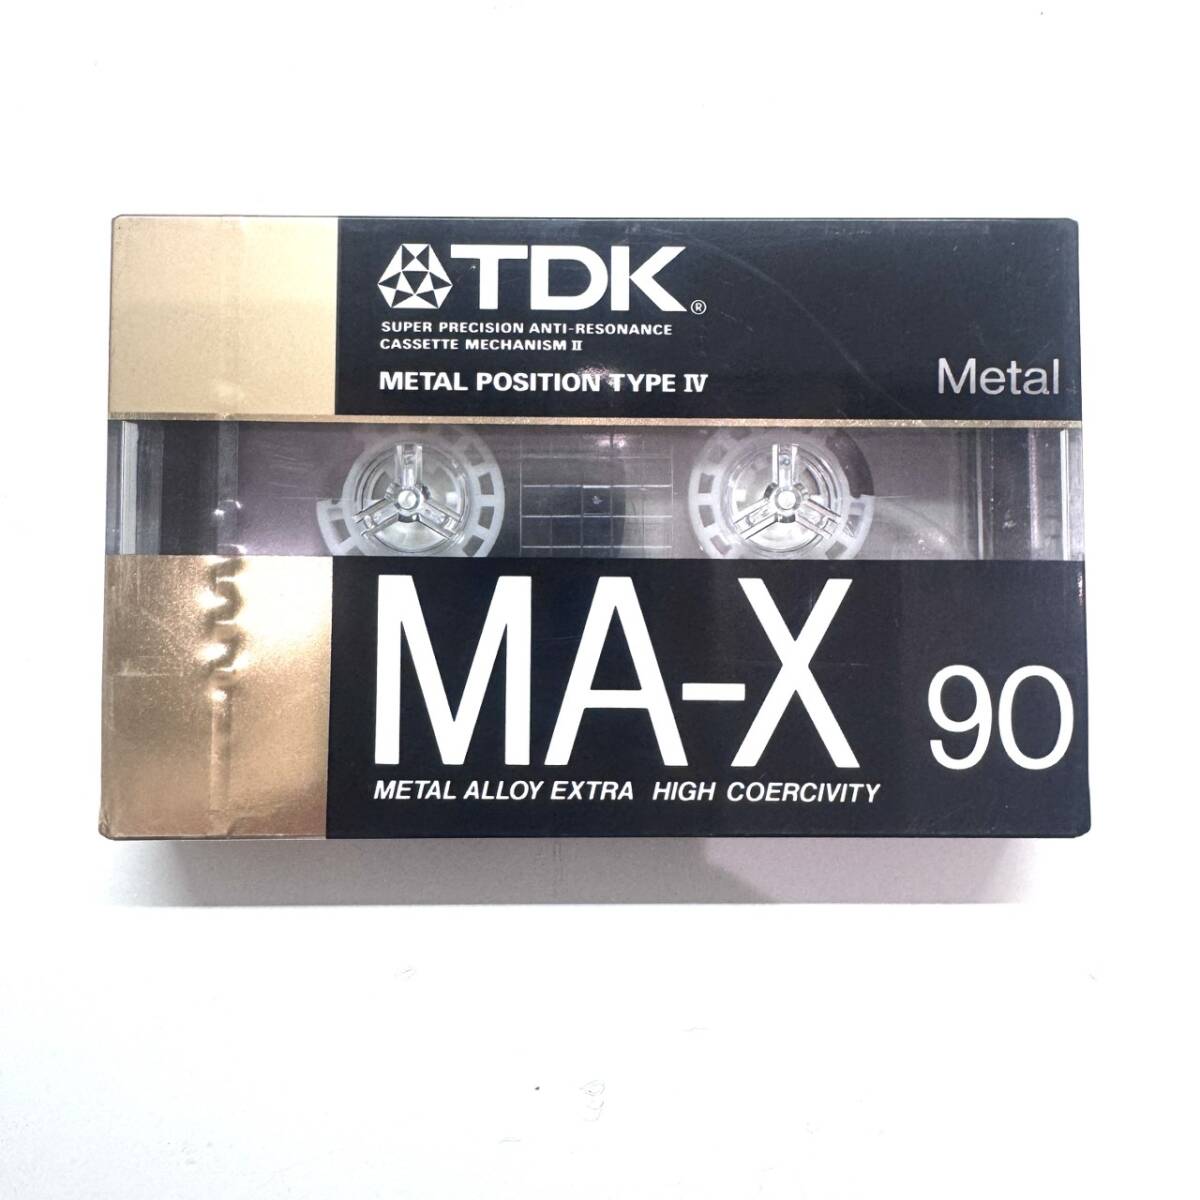 TDK®
SUPER PRECISION ANTI-RESONANCE
CASSETTE MECHANISM II
METAL POSITION TYPE IV
Metal
MA-X 90
METAL ALLOY EXTRA HIGH COERCIVITY